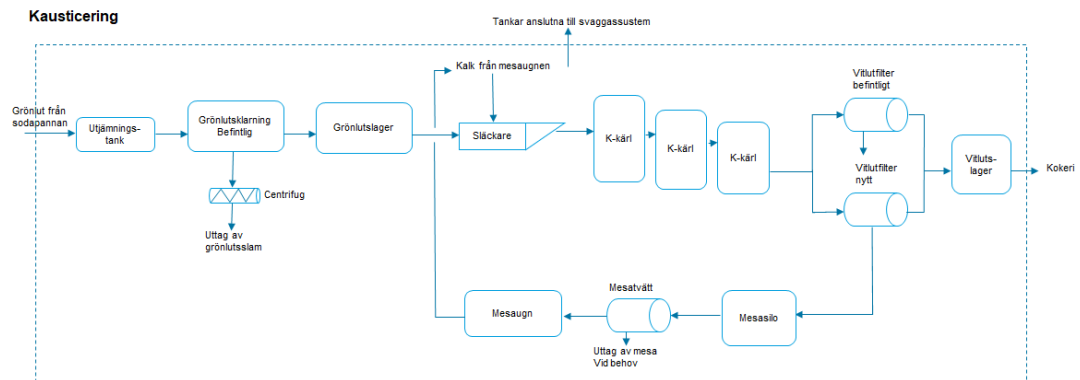 Kausticering
Tankar anslutna till svaggassustem
Kalk från mesaugnen
Vitlutfilter
befintligt
Grönlut från
sodapannan
Utjämnings-
tank
Grönlutsklarning
Befintlig
Grönlutslager
Släckare
K-kärl
K-kärl
K-kärl
Vitlutfilter
nytt
Vitluts-
lager
Kokeri
Centrifug
Uttag av
grönlutsslam
Mesaugn
Mesatvätt
Mesasilo
Uttag av mesa
Vid behov